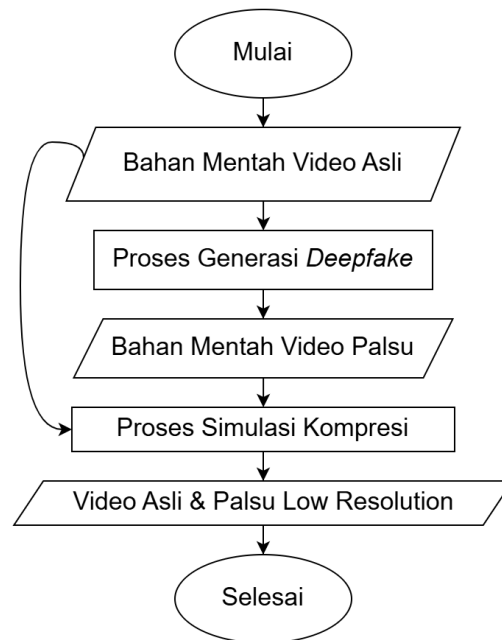 Mulai
Bahan Mentah Video Asli
Proses Generasi Deepfake
Bahan Mentah Video Palsu
Proses Simulasi Kompresi
Video Asli & Palsu Low Resolution
Selesai